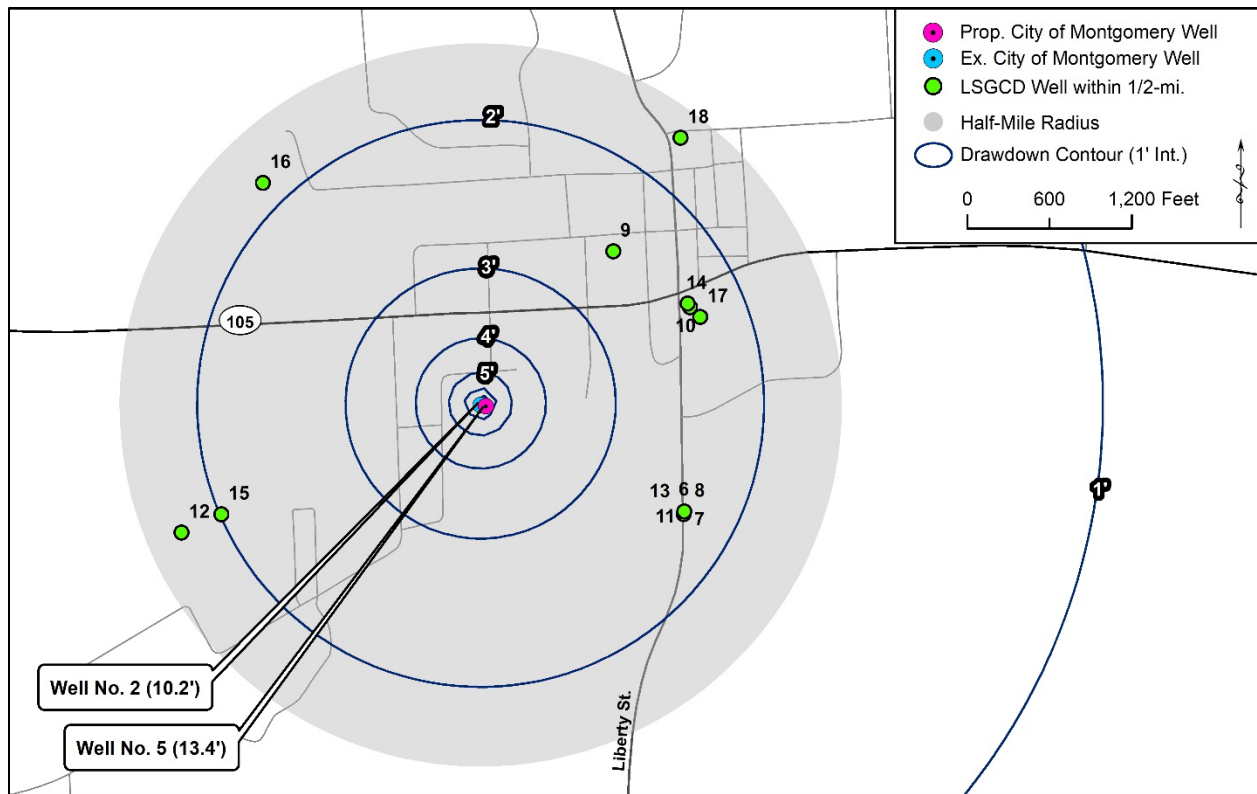 Prop. City of Montgomery Well
Ex. City of Montgomery Well
LSGCD Well within 1/2-mi.
Half-Mile Radius
Drawdown Contour (1' Int.)
0 600 1,200 Feet
2'
18
16
9
3'
14
17
10
105
4'
5'
13 6 8
11 7
1'
15
12
Well No. 2 (10.2')
Well No. 5 (13.4')
Liberty St.